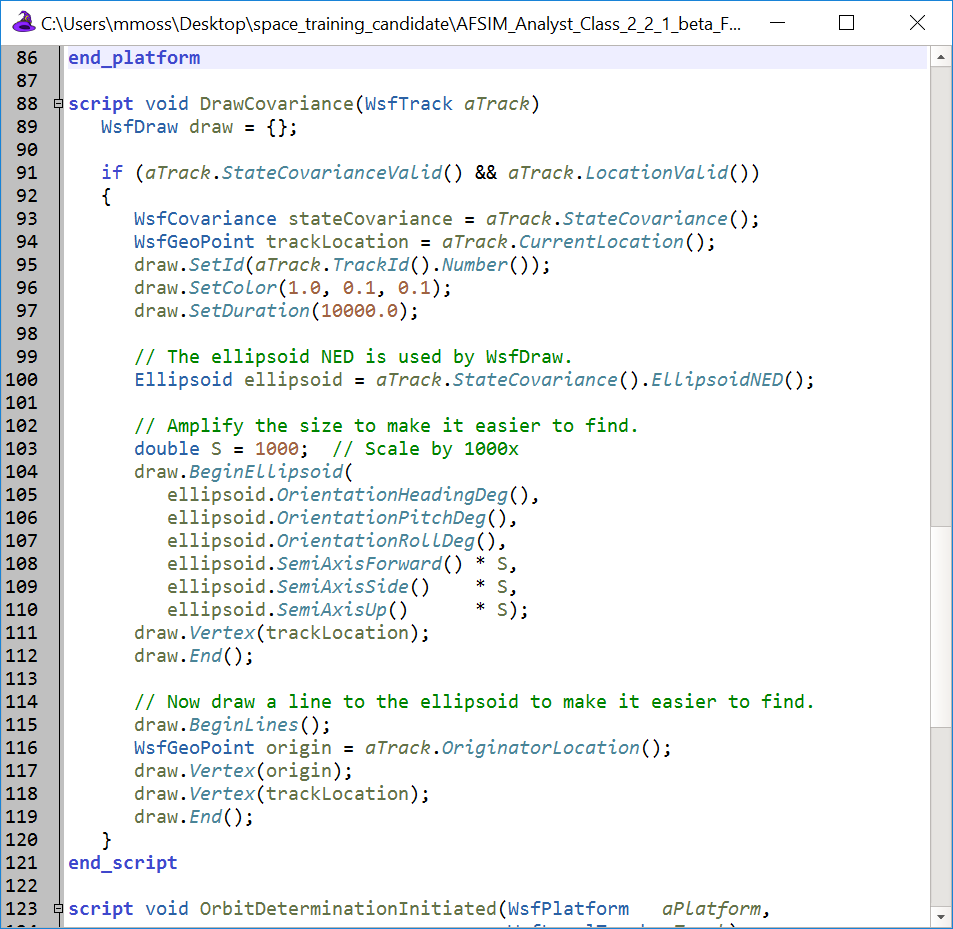 C:\Users\mmoss\Desktop\space_training_candidate\AFSIM_Analyst_Class_2_2_1_beta_F...
86 end_platform
87
88 script void DrawCovariance(WsfTrack aTrack)
89    WsfDraw draw = {};
90
91    if (aTrack.StateCovarianceValid() && aTrack.LocationValid())
92    {
93       WsfCovariance stateCovariance = aTrack.StateCovariance();
94       WsfGeoPoint trackLocation = aTrack.CurrentLocation();
95       draw.SetId(aTrack.TrackId().Number());
96       draw.SetColor(1.0, 0.1, 0.1);
97       draw.SetDuration(10000.0);
98
99       // The ellipsoid NED is used by WsfDraw.
100       Ellipsoid ellipsoid = aTrack.StateCovariance().EllipsoidNED();
101
102       // Amplify the size to make it easier to find.
103       double S = 1000;  // Scale by 1000x
104       draw.BeginEllipsoid(
105          ellipsoid.OrientationHeadingDeg(),
106          ellipsoid.OrientationPitchDeg(),
107          ellipsoid.OrientationRollDeg(),
108          ellipsoid.SemiAxisForward() * S,
109          ellipsoid.SemiAxisSide()    * S,
110          ellipsoid.SemiAxisUp()      * S);
111       draw.Vertex(trackLocation);
112       draw.End();
113
114       // Now draw a line to the ellipsoid to make it easier to find.
115       draw.BeginLines();
116       WsfGeoPoint origin = aTrack.OriginatorLocation();
117       draw.Vertex(origin);
118       draw.Vertex(trackLocation);
119       draw.End();
120    }
121 end_script
122
123 script void OrbitDeterminationInitiated(WsfPlatform   aPlatform,